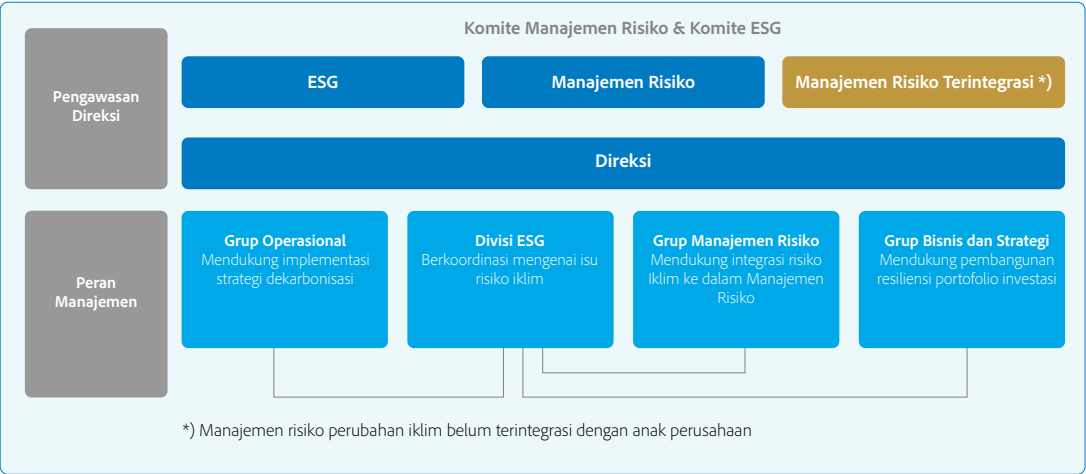 Komite Manajemen Risiko & Komite ESG
Pengawasan
Direksi
ESG
Manajemen Risiko
Manajemen Risiko Terintegrasi *)
Direksi
Peran
Manajemen
Grup Operasional
Mendukung implementasi
strategi dekarbonisasi
Divisi ESG
Berkoordinasi mengenai isu
risiko iklim
Grup Manajemen Risiko
Mendukung integrasi risiko
Iklim ke dalam Manajemen
Risiko
Grup Bisnis dan Strategi
Mendukung pembangunan
resiliensi portofolio investasi
*) Manajemen risiko perubahan iklim belum terintegrasi dengan anak perusahaan